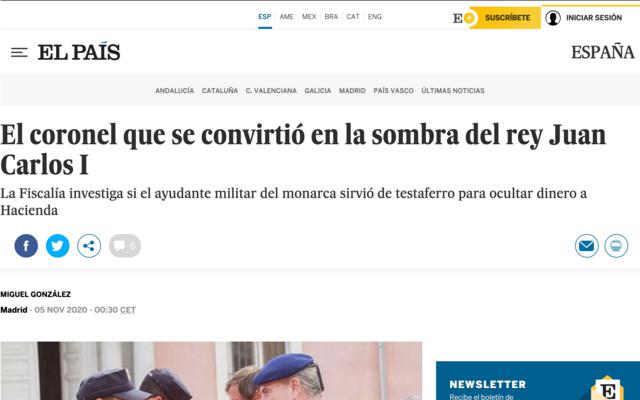 ESP AME MEX BRA CAT ENG
E SUSCRÍBETE
INICIAR SESIÓN
EL PAÍS
ESPAÑA
ANDALUCÍA CATALUÑA C. VALENCIANA GALICIA MADRID PAÍS VASCO ÚLTIMAS NOTICIAS
El coronel que se convirtió en la sombra del rey Juan
Carlos I
La Fiscalía investiga si el ayudante militar del monarca sirvió de testaferro para ocultar dinero a
Hacienda
6
MIGUEL GONZÁLEZ
Madrid - 05 NOV 2020 - 00:30 CET
NEWSLETTER
Recibe el boletín de
E